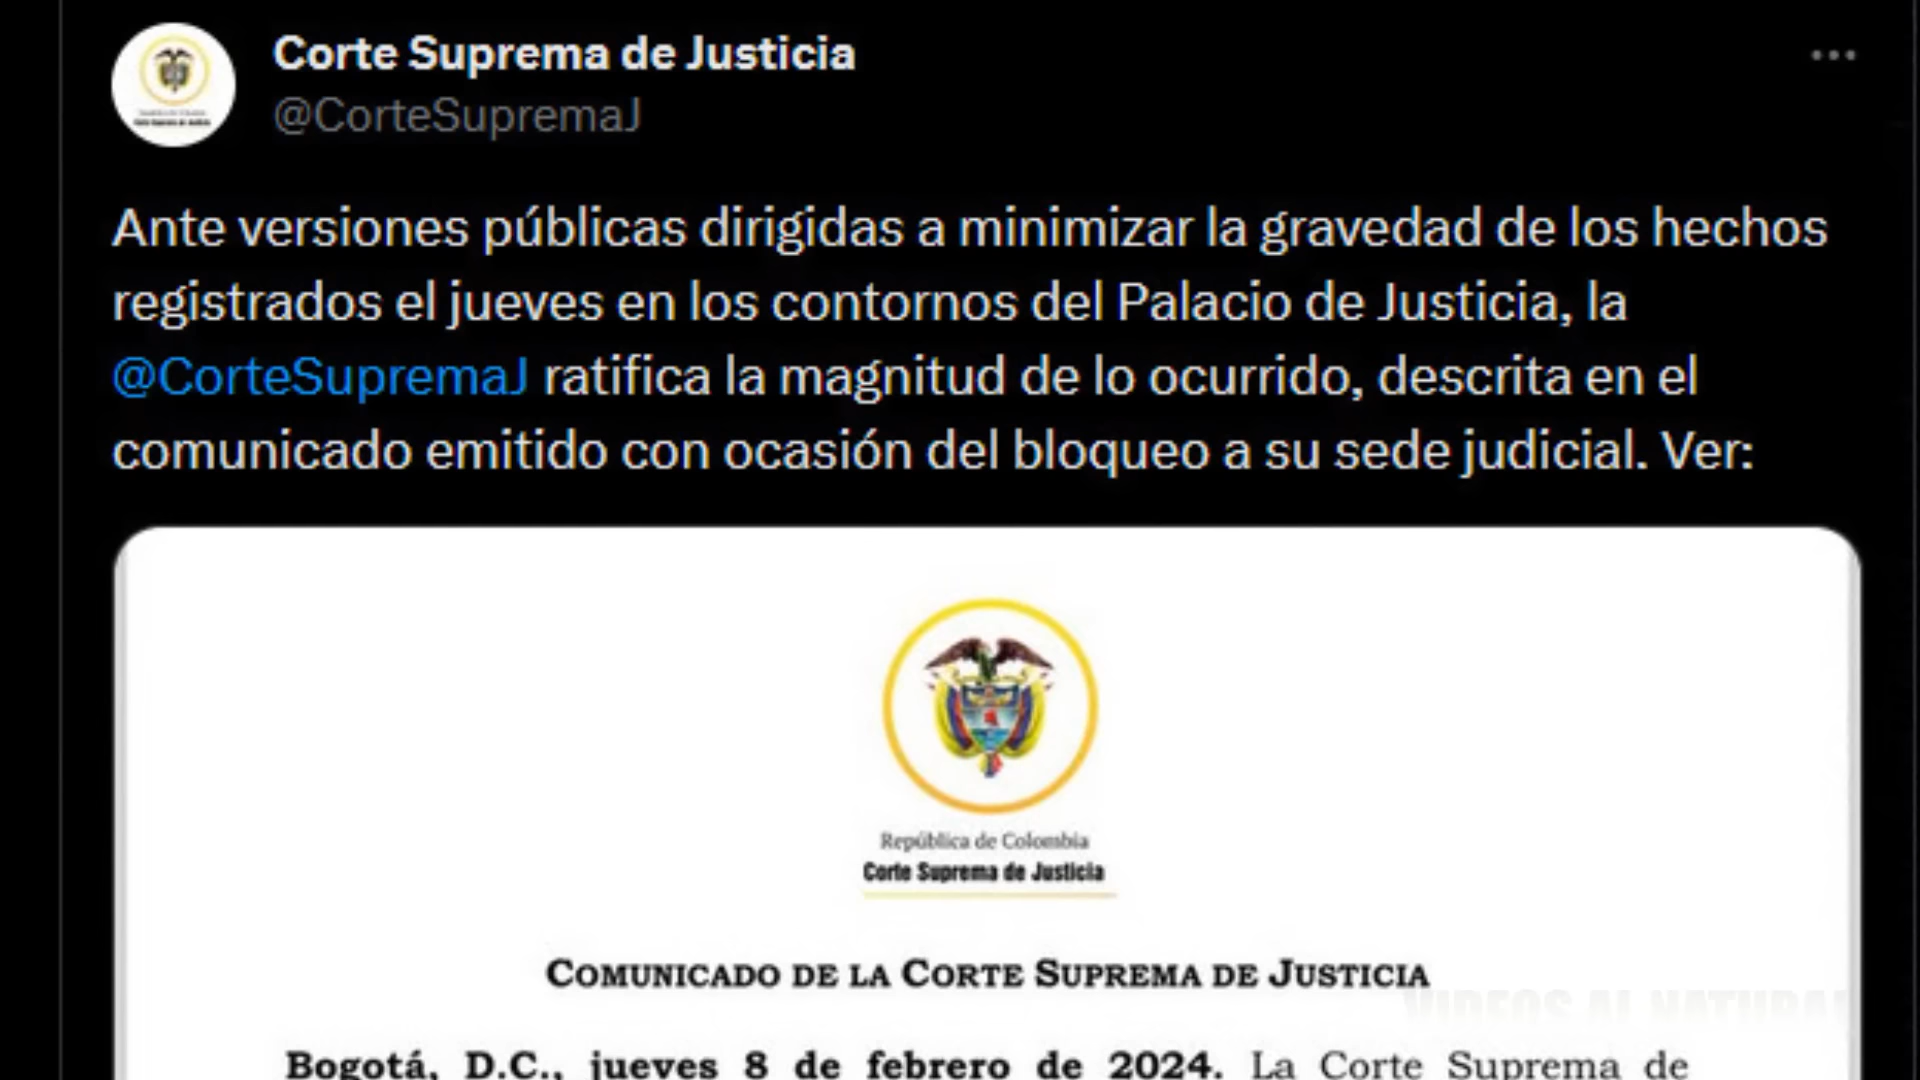 Corte Suprema de Justicia
@CorteSupremaJ
Ante versiones públicas dirigidas a minimizar la gravedad de los hechos
registrados el jueves en los contornos del Palacio de Justicia, la
@CorteSupremaJ ratifica la magnitud de lo ocurrido, descrita en el
comunicado emitido con ocasión del bloqueo a su sede judicial. Ver:
República de Colombia
Corte Suprema de Justicia
COMUNICADO DE LA CORTE SUPREMA DE JUSTICIA
VIDEOS AL NATURAL
Bogotá, D.C., jueves 8 de febrero de 2024. La Corte Suprema de